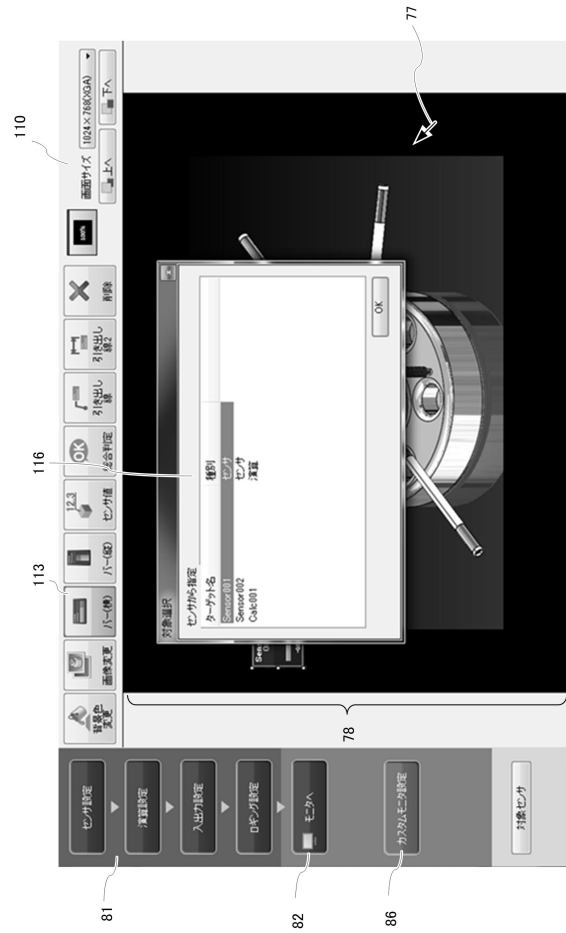 センサ設定
演算設定
入出力設定
ロギング設定
モニタへ
カスタムモニタ設定
対象センサ
背景色
変更
画像変更
バー(横)
バー(縦)
12.3
センサ値
OK
総合判定
引き出し
線
引き出し
線2
削除
100%
画面サイズ
1024×768(XGA)
上へ
下へ
対象選択
センサから指定
ターゲット名 種別
Sensor001 センサ
Sensor002 センサ
Calc001 演算
OK
Sens
81
82
86
78
113
116
110
77